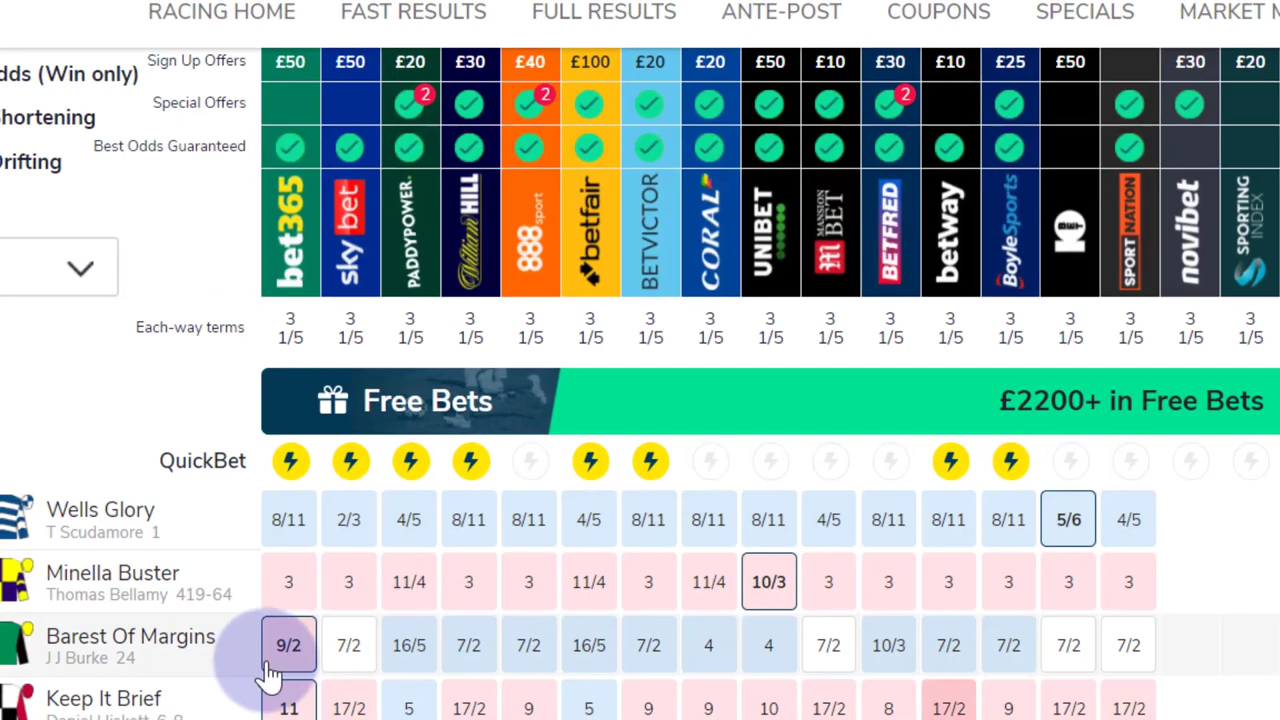 RACING HOME FAST RESULTS FULL RESULTS ANTE-POST COUPONS SPECIALS MARKET M
dds (Win only) Sign Up Offers £50 £50 £20 £30 £40 £100 £20 £20 £50 £10 £30 £10 £25 £50 £30 £20
Special Offers 2 2 2
Shortening
Best Odds Guaranteed
Drifting
bet365 sky bet PADDYPOWER. William HILL 888sport betfair BETVICTOR CORAL UNIBET MANSION BET BETFRED betway BoyleSports K BET SPORT NATION novibet SPORTING INDEX
Each-way terms 3 3 3 3 3 3 3 3 3 3 3 3 3 3 3 3 3
1/5 1/5 1/5 1/5 1/5 1/5 1/5 1/5 1/5 1/5 1/5 1/5 1/5 1/5 1/5 1/5 1/5
Free Bets £2200+ in Free Bets
QuickBet
Wells Glory 8/11 2/3 4/5 8/11 8/11 4/5 8/11 8/11 8/11 4/5 8/11 8/11 8/11 5/6 4/5
T Scudamore 1
Minella Buster 3 3 11/4 3 3 11/4 3 11/4 10/3 3 3 3 3 3 3
Thomas Bellamy 419-64
Barest Of Margins 9/2 7/2 16/5 7/2 7/2 16/5 7/2 4 4 7/2 10/3 7/2 7/2 7/2 7/2
J J Burke 24
Keep It Brief 11 17/2 5 17/2 9 5 9 9 10 17/2 8 17/2 9 17/2 17/2